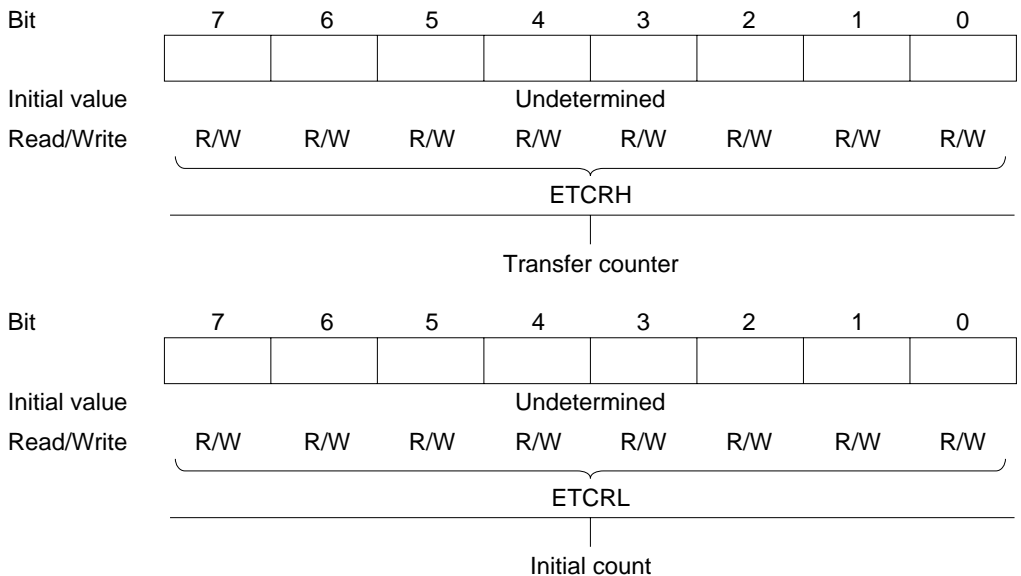 Bit 7 6 5 4 3 2 1 0
Initial value Undetermined
Read/Write R/W R/W R/W R/W R/W R/W R/W R/W
ETCRH
Transfer counter
Bit 7 6 5 4 3 2 1 0
Initial value Undetermined
Read/Write R/W R/W R/W R/W R/W R/W R/W R/W
ETCRL
Initial count